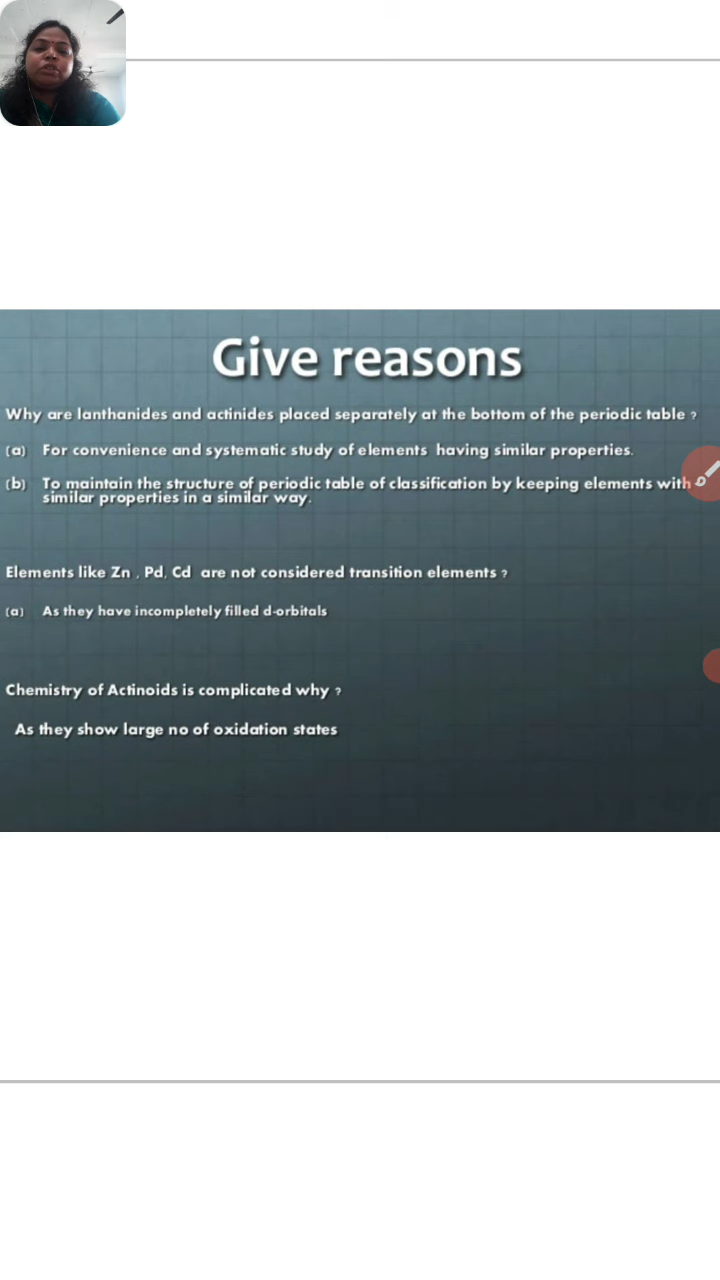 Give reasons
Why are lanthanides and actinides placed separately at the bottom of the periodic table ?
(a) For convenience and systematic study of elements having similar properties.
(b) To maintain the structure of periodic table of classification by keeping elements with
similar properties in a similar way.
Elements like Zn , Pd, Cd are not considered transition elements ?
(a) As they have incompletely filled d-orbitals
Chemistry of Actinoids is complicated why ?
As they show large no of oxidation states